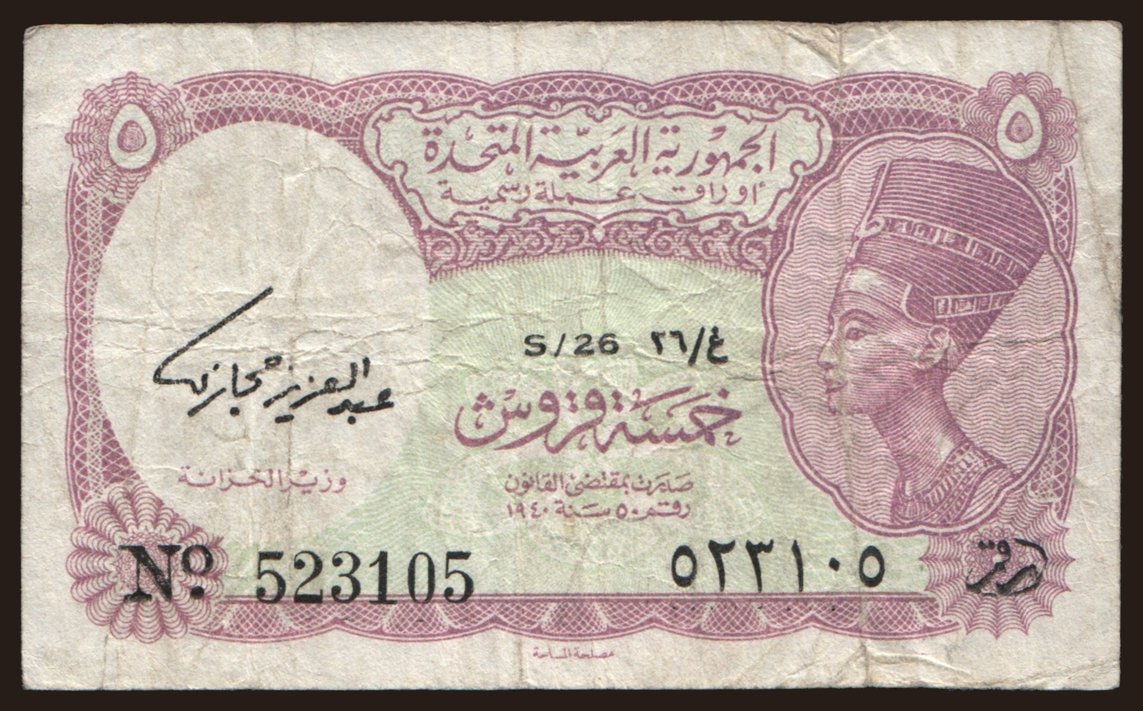 ٥ ٥
الجمهورية العربية المتحدة
أوراق عملة رسمية
S/26 ٢٦/غ
خمسة قروش
عبد العزيز حجازى
وزير الخزانة
صدرت بمقتضى القانون
رقم ٥٠ سنة ١٩٤٠
Nº 523105 ٥٢٣١٠٥
مصلحة المساحة